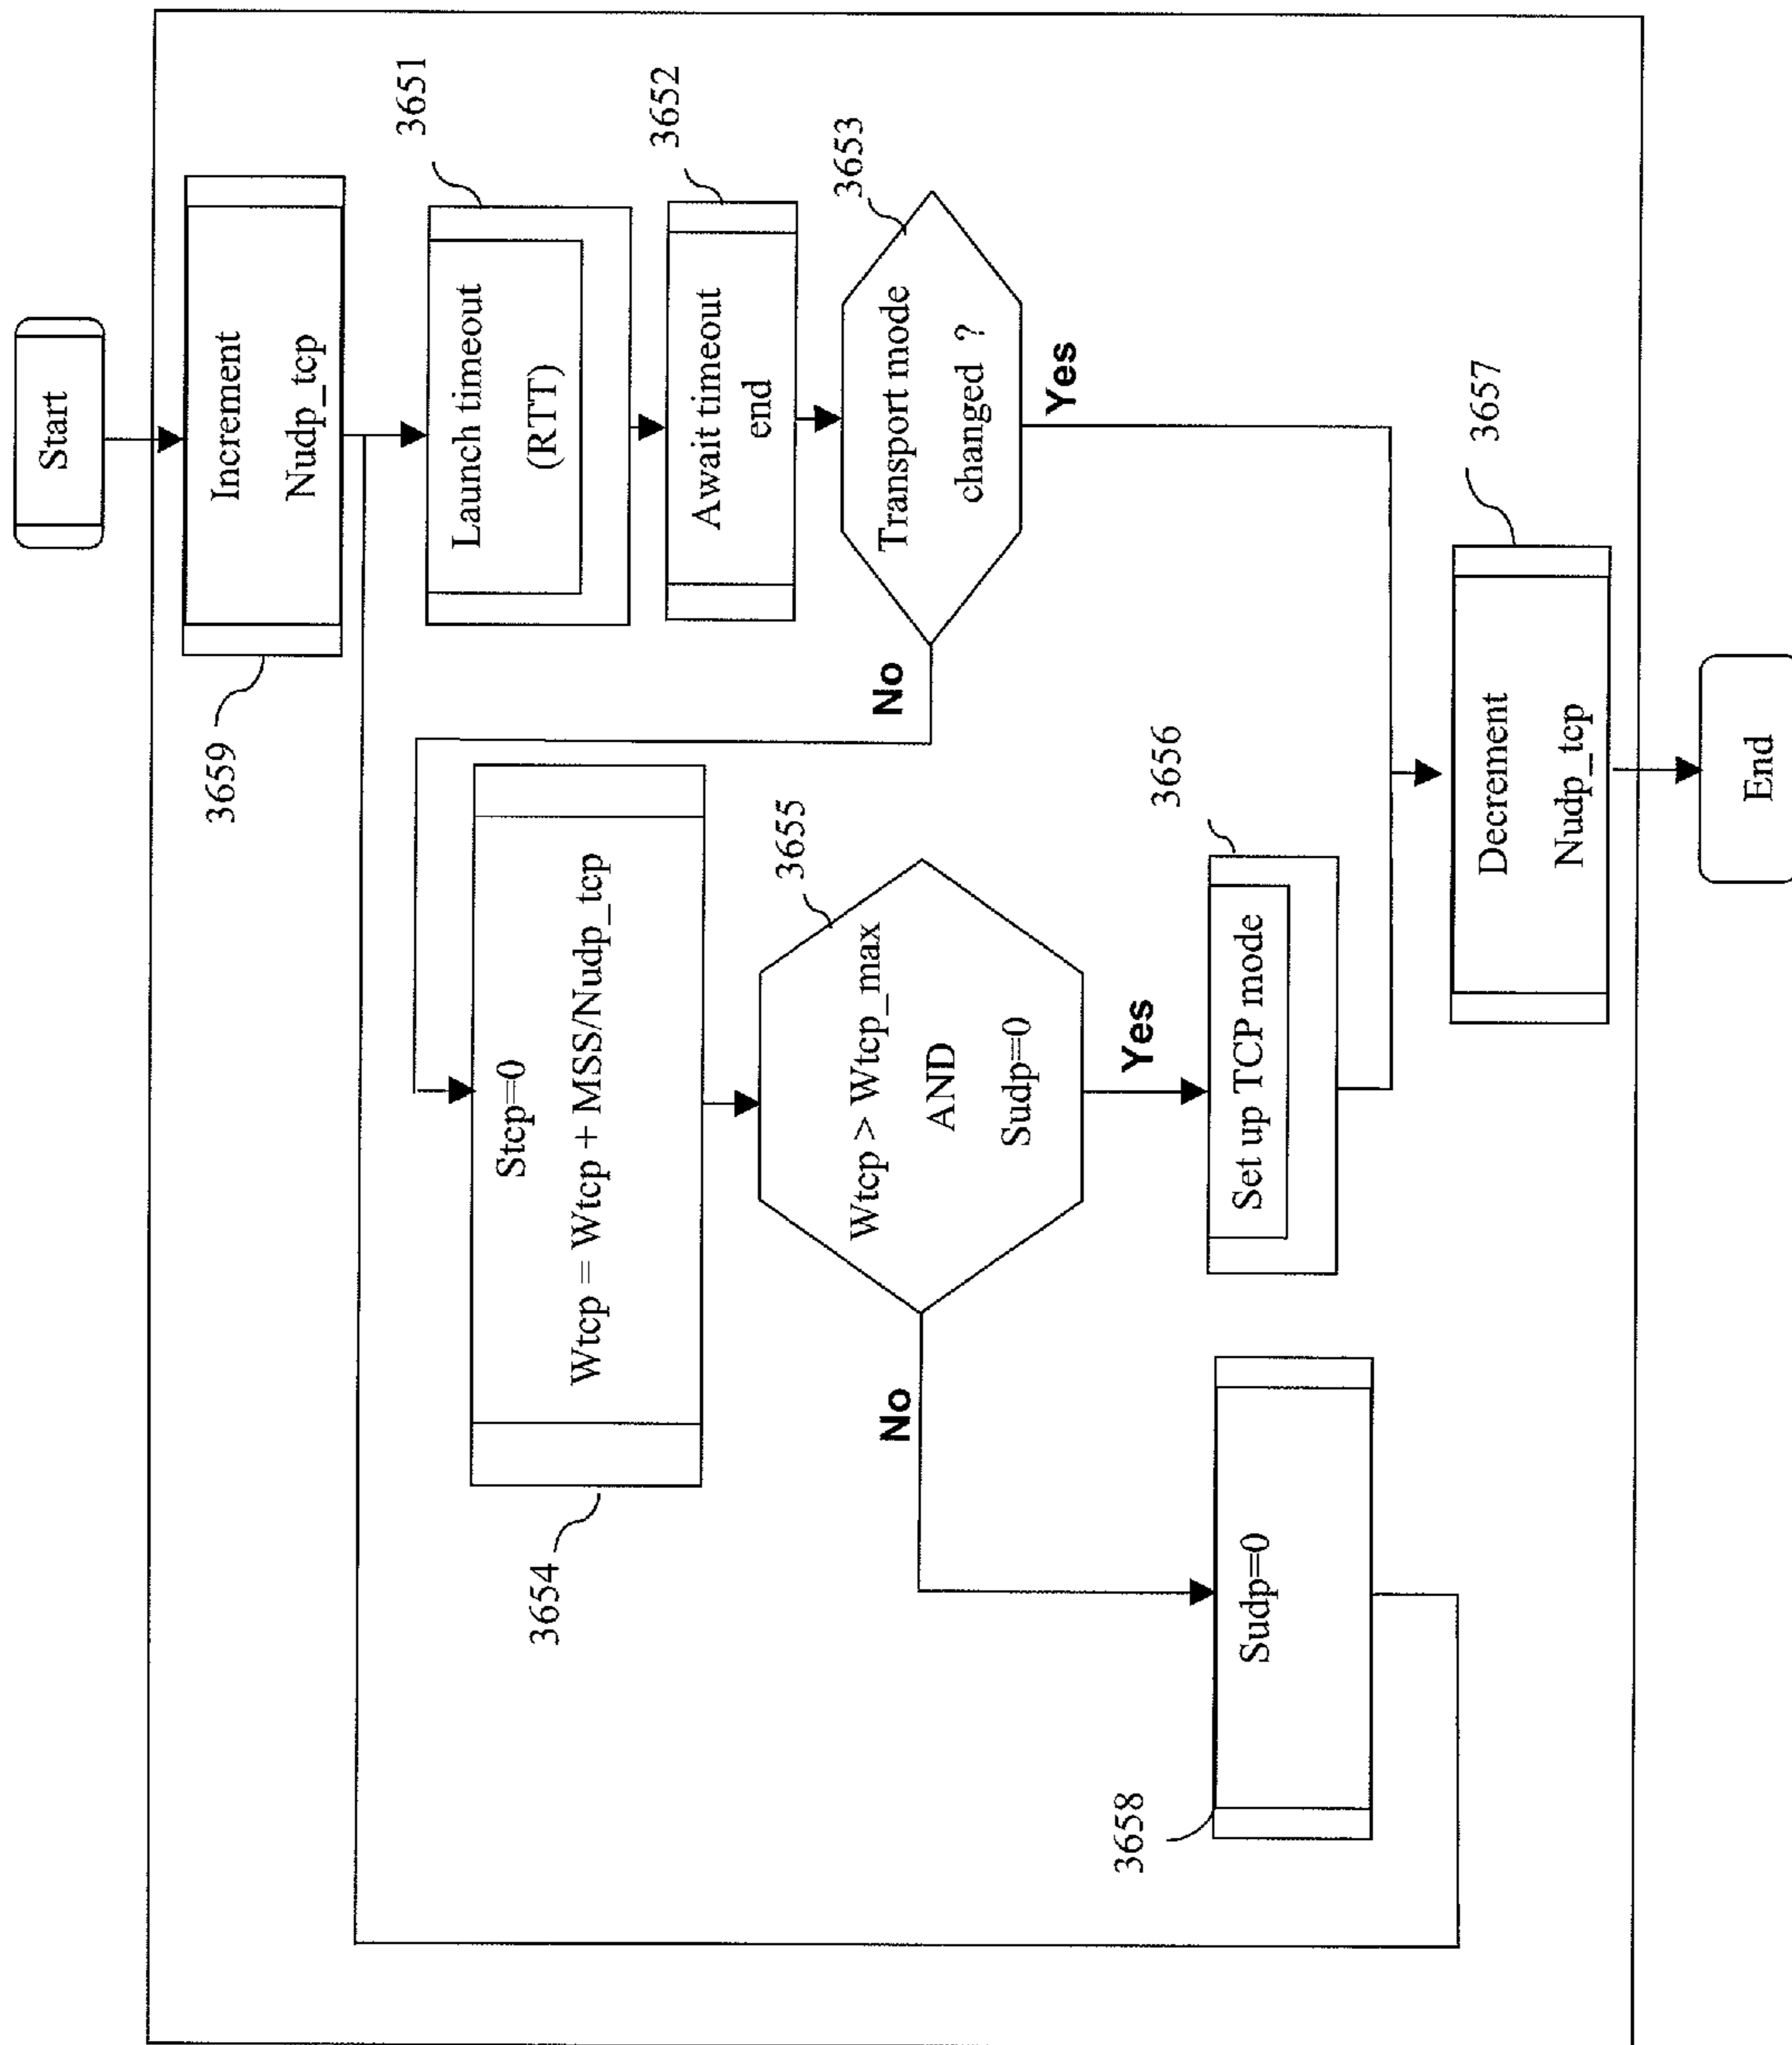 Start
Increment
Nudp_tcp
3659
Launch timeout
(RTT)
3651
Await timeout
end
3652
Transport mode
changed ?
3653
No
Yes
Stcp=0
Wtcp = Wtcp + MSS/Nudp_tcp
3654
Wtcp > Wtcp_max
AND
Sudp=0
3655
No
Yes
Set up TCP mode
3656
Sudp=0
3658
Decrement
Nudp_tcp
3657
End